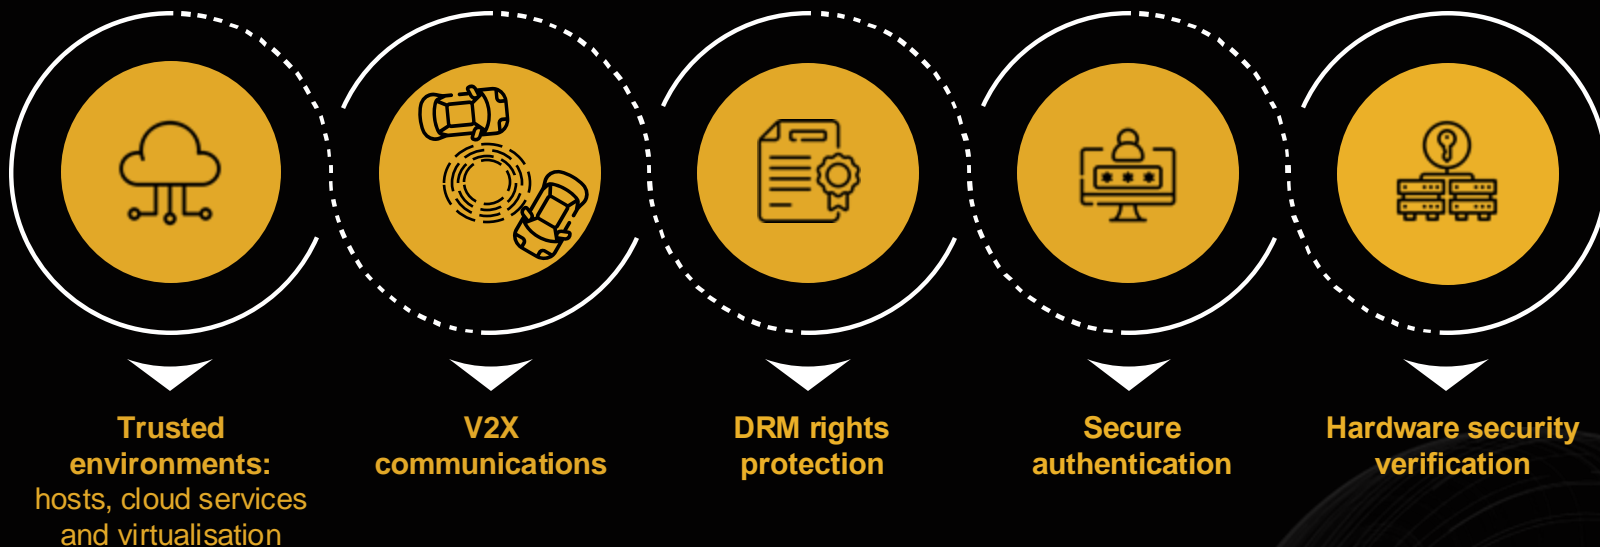 Trusted
environments:
hosts, cloud services
and virtualisation
V2X
communications
DRM rights
protection
Secure
authentication
Hardware security
verification